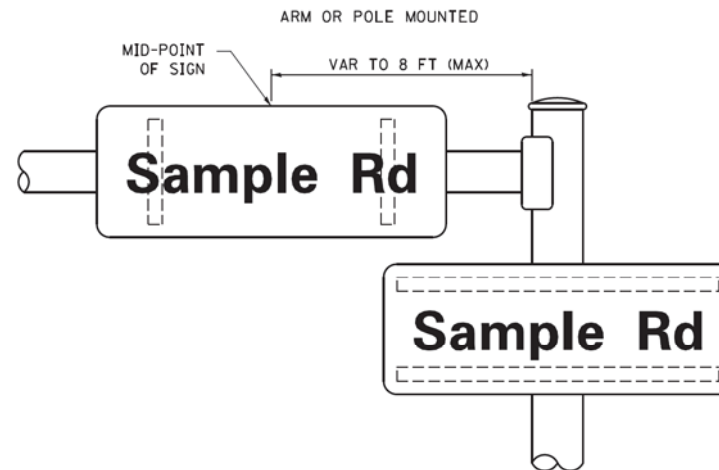 ARM OR POLE MOUNTED
MID-POINT
OF SIGN
VAR TO 8 FT (MAX)
Sample Rd
Sample Rd